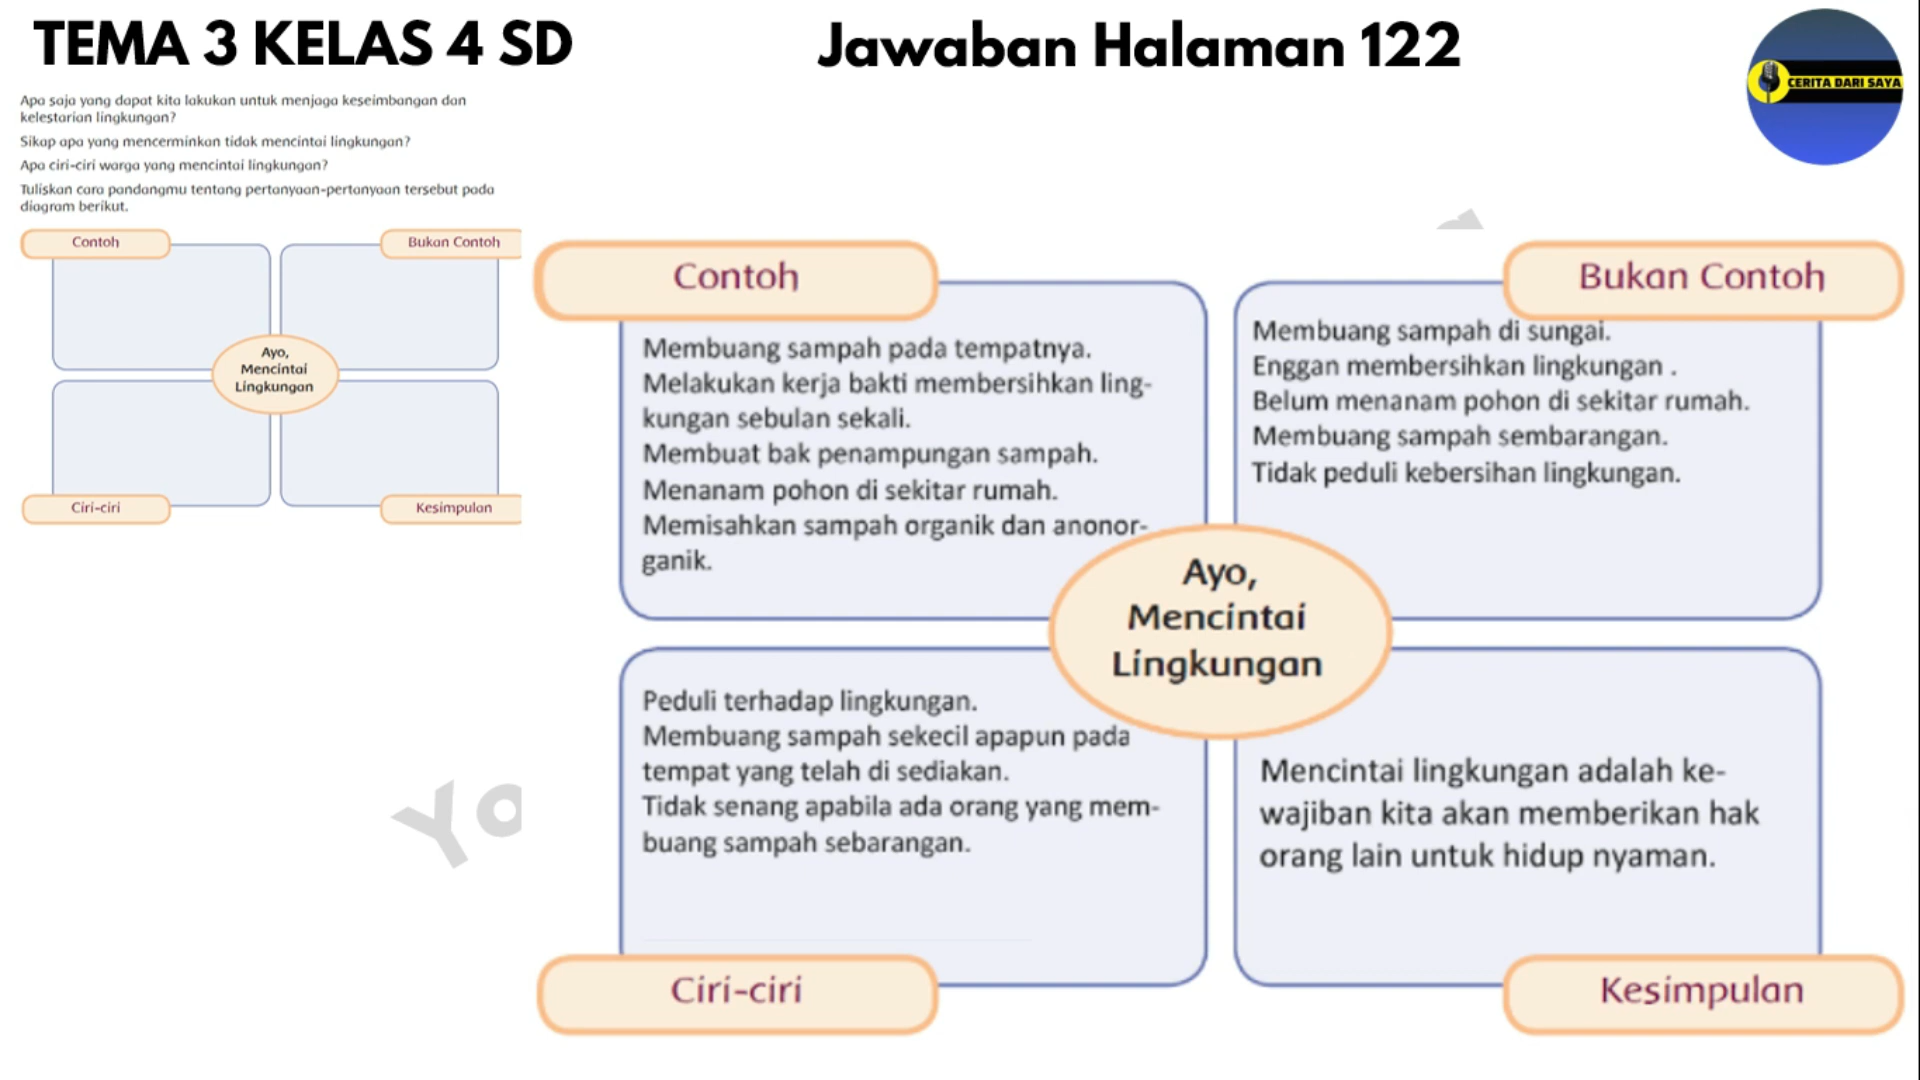 TEMA 3 KELAS 4 SD
Jawaban Halaman 122
CERITA DARI SAYA
Apa saja yang dapat kita lakukan untuk menjaga keseimbangan dan
kelestarian lingkungan?
Sikap apa yang mencerminkan tidak mencintai lingkungan?
Apa ciri-ciri warga yang mencintai lingkungan?
Tuliskan cara pandangmu tentang pertanyaan-pertanyaan tersebut pada
diagram berikut.
Contoh
Bukan Contoh
Ayo,
Mencintai
Lingkungan
Ciri-ciri
Kesimpulan
Contoh
Membuang sampah pada tempatnya.
Melakukan kerja bakti membersihkan ling-
kungan sebulan sekali.
Membuat bak penampungan sampah.
Menanam pohon di sekitar rumah.
Memisahkan sampah organik dan anonor-
ganik.
Bukan Contoh
Membuang sampah di sungai.
Enggan membersihkan lingkungan .
Belum menanam pohon di sekitar rumah.
Membuang sampah sembarangan.
Tidak peduli kebersihan lingkungan.
Ayo,
Mencintai
Lingkungan
Peduli terhadap lingkungan.
Membuang sampah sekecil apapun pada
tempat yang telah di sediakan.
Tidak senang apabila ada orang yang mem-
buang sampah sebarangan.
Ciri-ciri
Mencintai lingkungan adalah ke-
wajiban kita akan memberikan hak
orang lain untuk hidup nyaman.
Kesimpulan
Yo